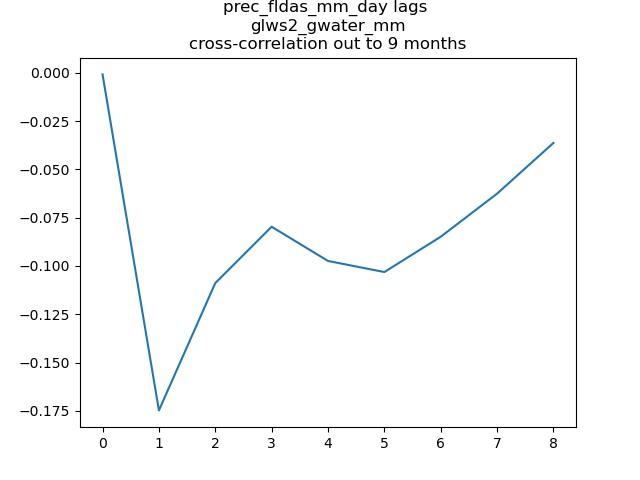 prec_fldas_mm_day lags
glws2_gwater_mm
cross-correlation out to 9 months
0.000
−0.025
−0.050
−0.075
−0.100
−0.125
−0.150
−0.175
0 1 2 3 4 5 6 7 8